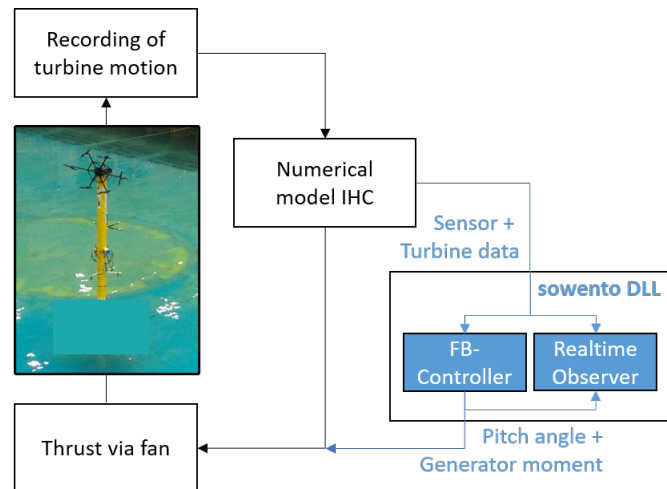 Recording of
turbine motion
Numerical
model IHC
Sensor +
Turbine data
sowento DLL
FB-
Controller
Realtime
Observer
Thrust via fan
Pitch angle +
Generator moment